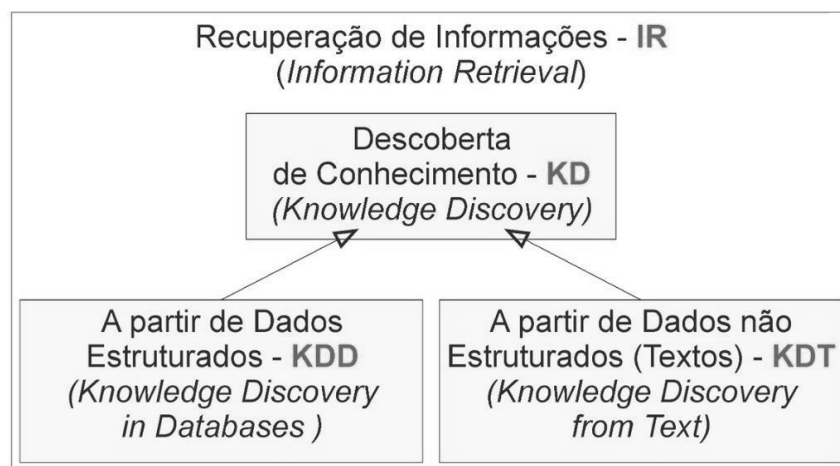 Recuperação de Informações - IR
(Information Retrieval)
Descoberta
de Conhecimento - KD
(Knowledge Discovery)
A partir de Dados
Estruturados - KDD
(Knowledge Discovery
in Databases )
A partir de Dados não
Estruturados (Textos) - KDT
(Knowledge Discovery
from Text)